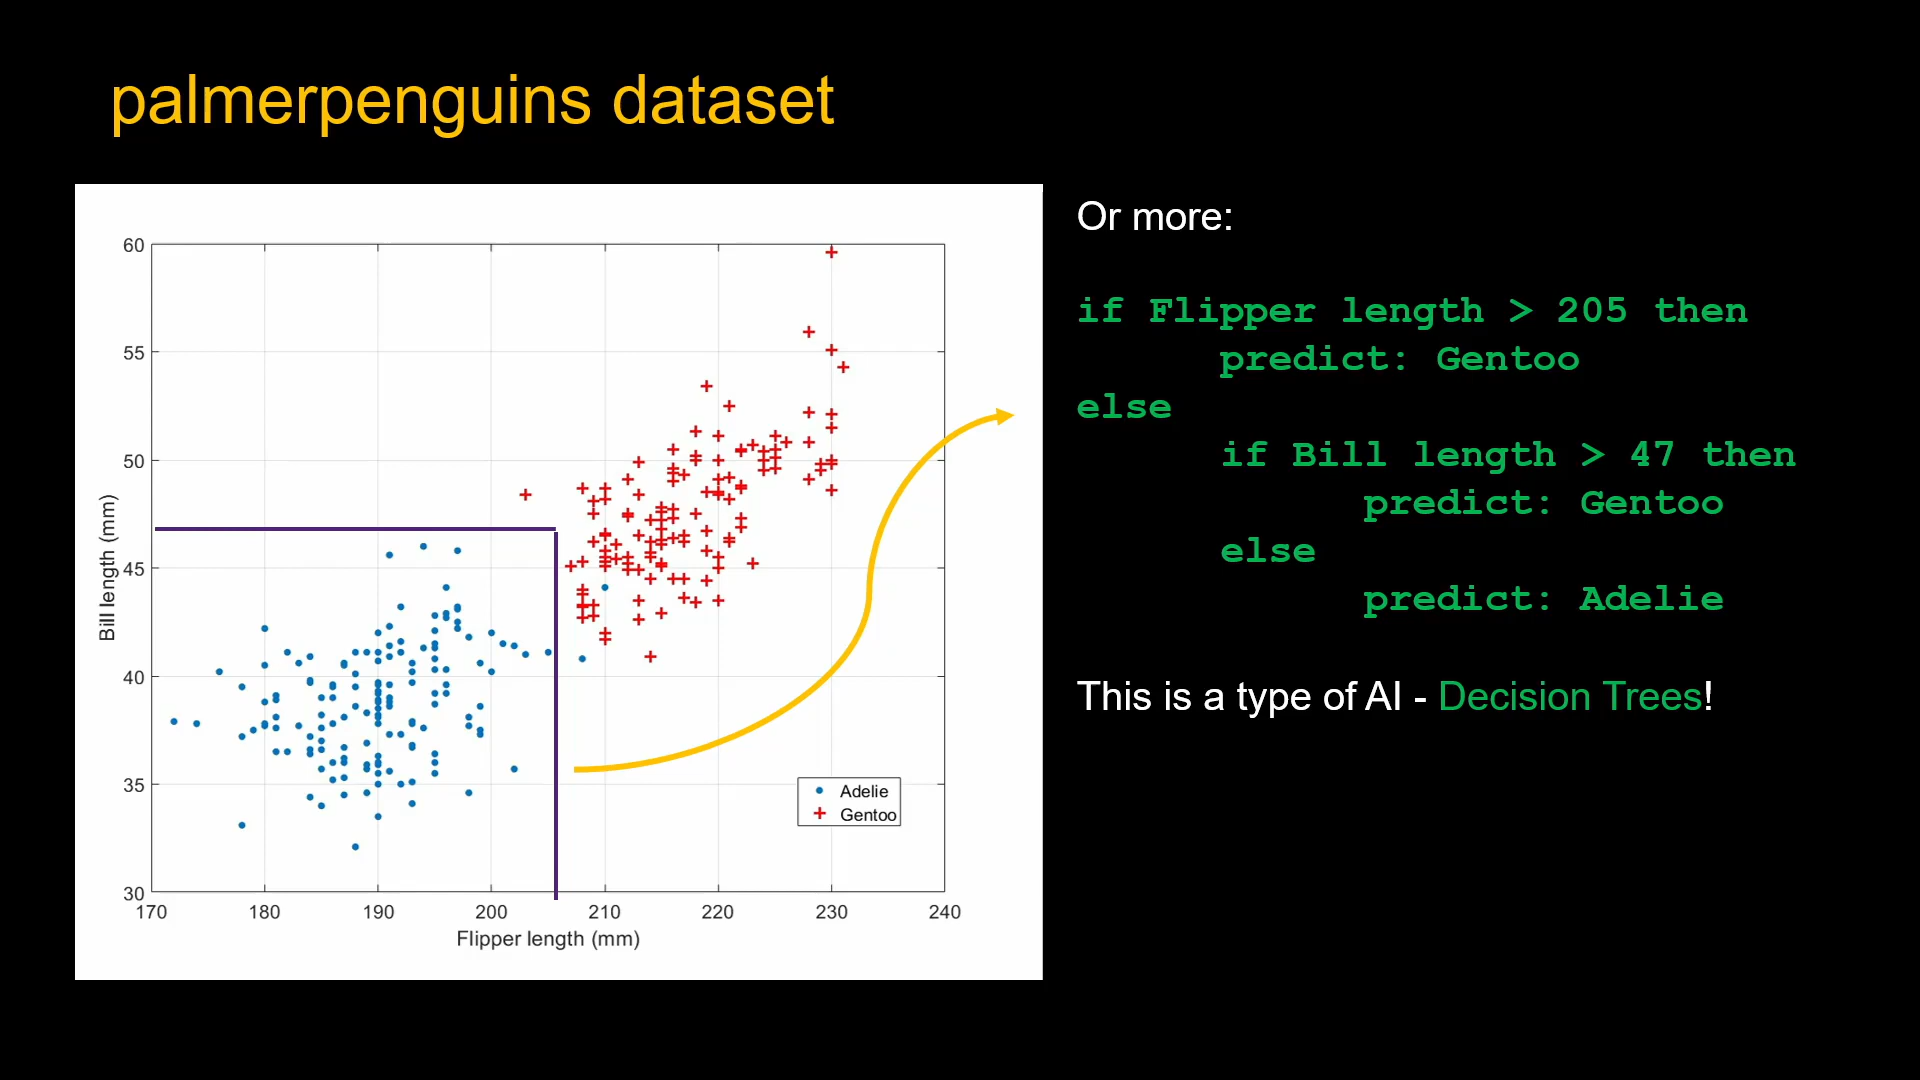 palmerpenguins dataset
60
55
50
45
40
35
30
170 180 190 200 210 220 230 240
Bill length (mm)
Flipper length (mm)
Adelie
Gentoo
Or more:
if Flipper length > 205 then
predict: Gentoo
else
if Bill length > 47 then
predict: Gentoo
else
predict: Adelie
This is a type of AI - Decision Trees!